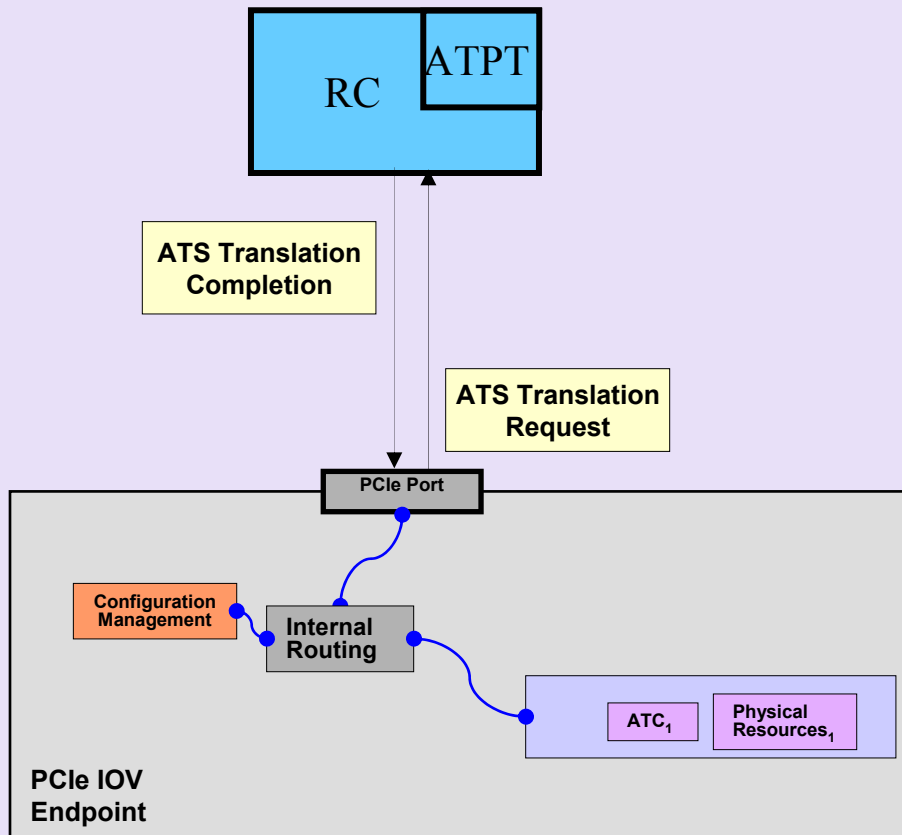 ATPT
RC
ATS Translation
Completion
ATS Translation
Request
PCIe Port
Configuration
Management
Internal
Routing
ATC₁
Physical
Resources₁
PCIe IOV
Endpoint